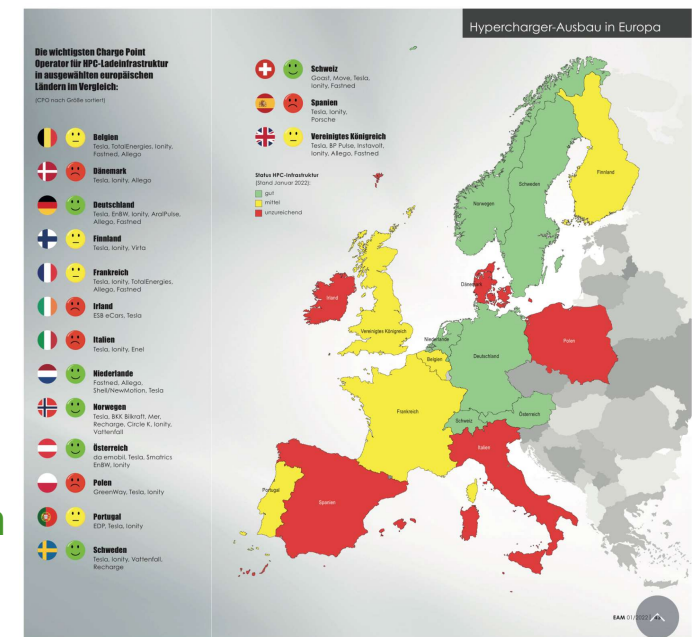 Hypercharger-Ausbau in Europa
Die wichtigsten Charge Point
Operator für HPC-Ladeinfrastruktur
in ausgewählten europäischen
Ländern im Vergleich:
(CPO nach Größe sortiert)
Belgien
Tesla, TotalEnergies, Ionity,
Fastned, Allego
Dänemark
Tesla, Ionity, Allego
Deutschland
Tesla, EnBW, Ionity, AralPulse,
Allego, Fastned
Finnland
Tesla, Ionity, Virta
Frankreich
Tesla, Ionity, TotalEnergies,
Allego, Fastned
Irland
ESB eCars, Tesla
Italien
Tesla, Ionity, Enel
Niederlande
Fastned, Allego,
Shell/NewMotion, Tesla
Norwegen
Tesla, BKK Bilkraft, Mer,
Recharge, Circle K, Ionity,
Vattenfall
Österreich
da emobil, Tesla, Smatrics
EnBW, Ionity
Polen
GreenWay, Tesla, Ionity
Portugal
EDP, Tesla, Ionity
Schweden
Tesla, Ionity, Vattenfall,
Recharge
Schweiz
Goast, Move, Tesla,
Ionity, Fastned
Spanien
Tesla, Ionity,
Porsche
Vereinigtes Königreich
Tesla, BP Pulse, Instavolt,
Ionity, Allego, Fastned
Status HPC-Infrastruktur
(Stand Januar 2022):
gut
mittel
unzureichend
Finnland
Schweden
Norwegen
Dänemark
Irland
Vereinigtes Königreich
Niederlande
Polen
Belgien
Deutschland
Frankreich
Österreich
Schweiz
Italien
Portugal
Spanien
EAM 01/2022